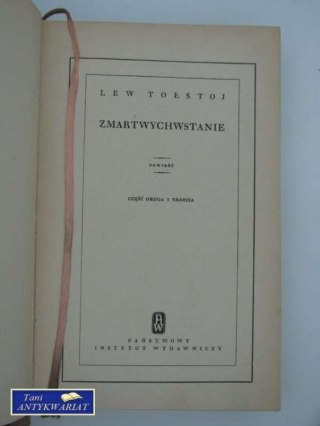 LEW TOŁSTOJ
ZMARTWYCHWSTANIE
POWIEŚĆ
CZĘŚĆ DRUGA I TRZECIA
PIW
PAŃSTWOWY
INSTYTUT WYDAWNICZY
Tani
ANTYKWARIAT